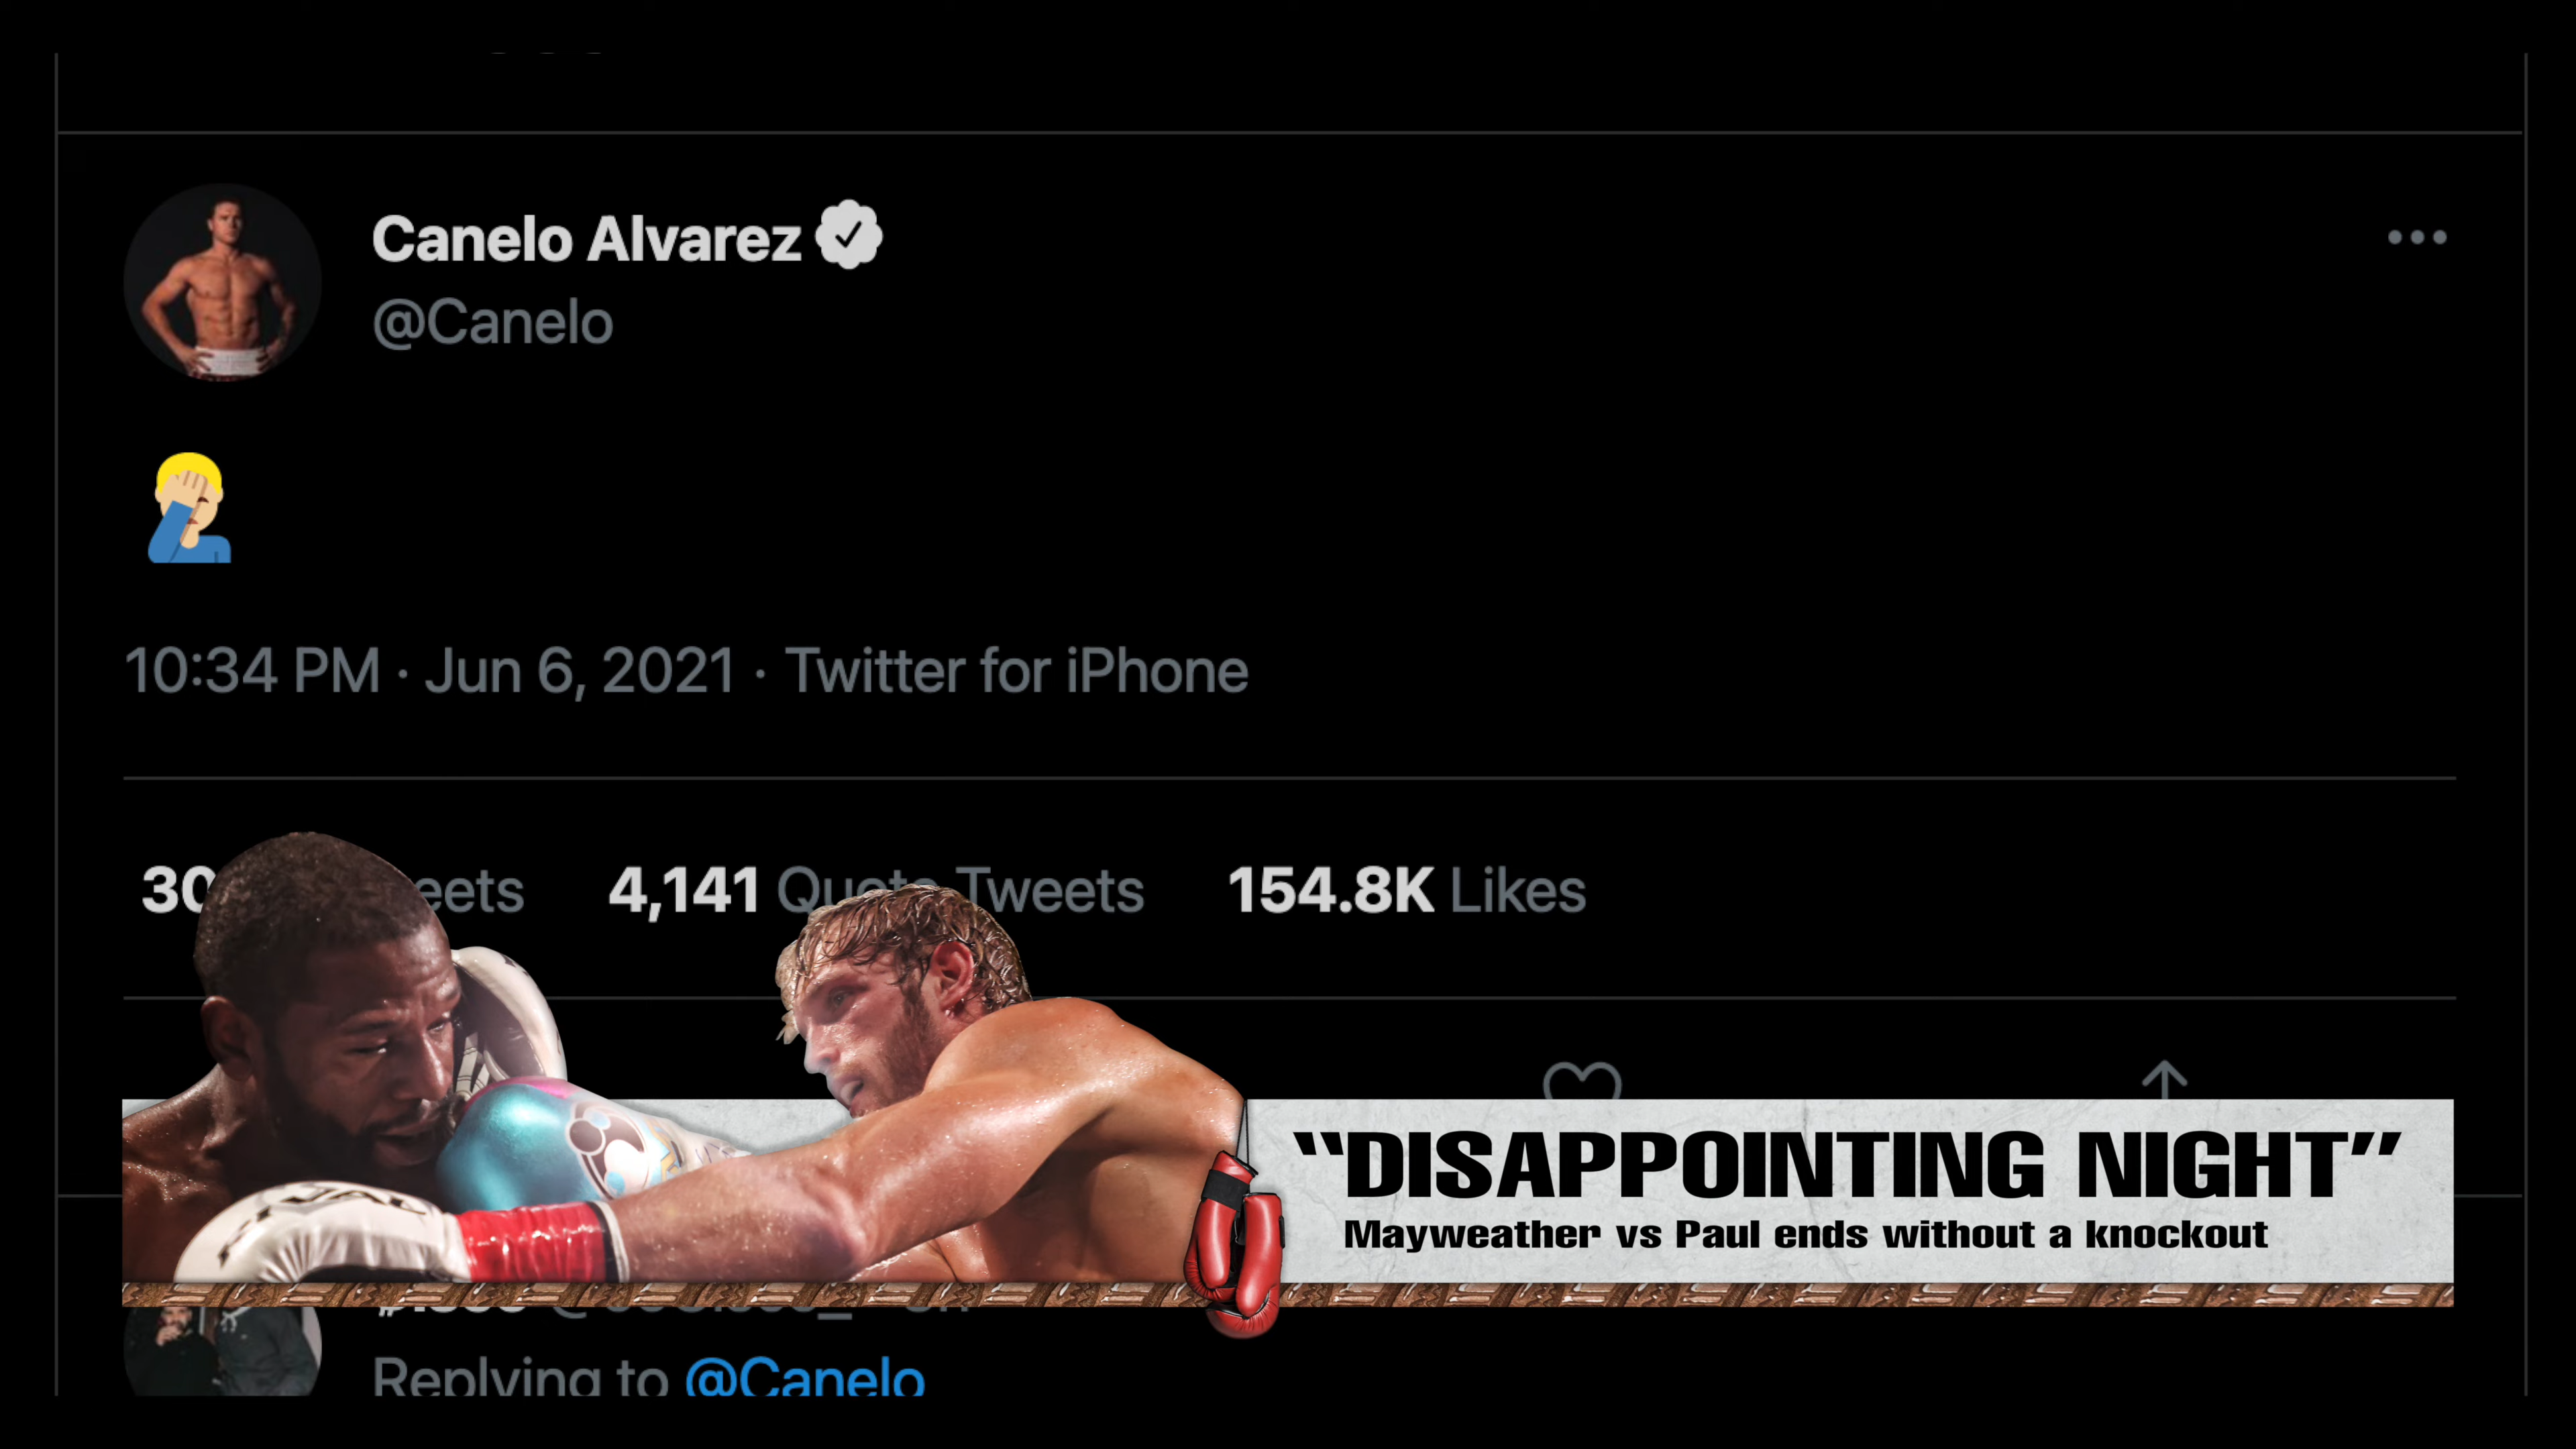 Canelo Alvarez
@Canelo
10:34 PM · Jun 6, 2021 · Twitter for iPhone
4,141 Quote Tweets 154.8K Likes
“DISAPPOINTING NIGHT”
Mayweather vs Paul ends without a knockout
Replying to @Canelo